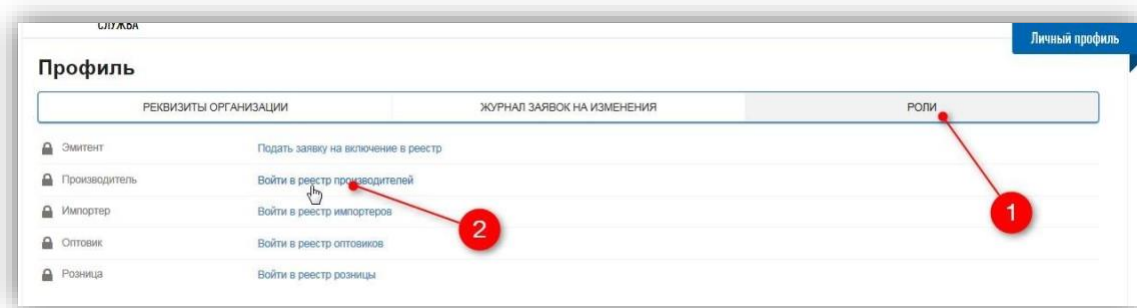 СЛУЖБА
Личный профиль
Профиль
РЕКВИЗИТЫ ОРГАНИЗАЦИИ ЖУРНАЛ ЗАЯВОК НА ИЗМЕНЕНИЯ РОЛИ
Эмитент Подать заявку на включение в реестр
Производитель Войти в реестр производителей
Импортер Войти в реестр импортеров
Оптовик Войти в реестр оптовиков
Розница Войти в реестр розницы
1
2